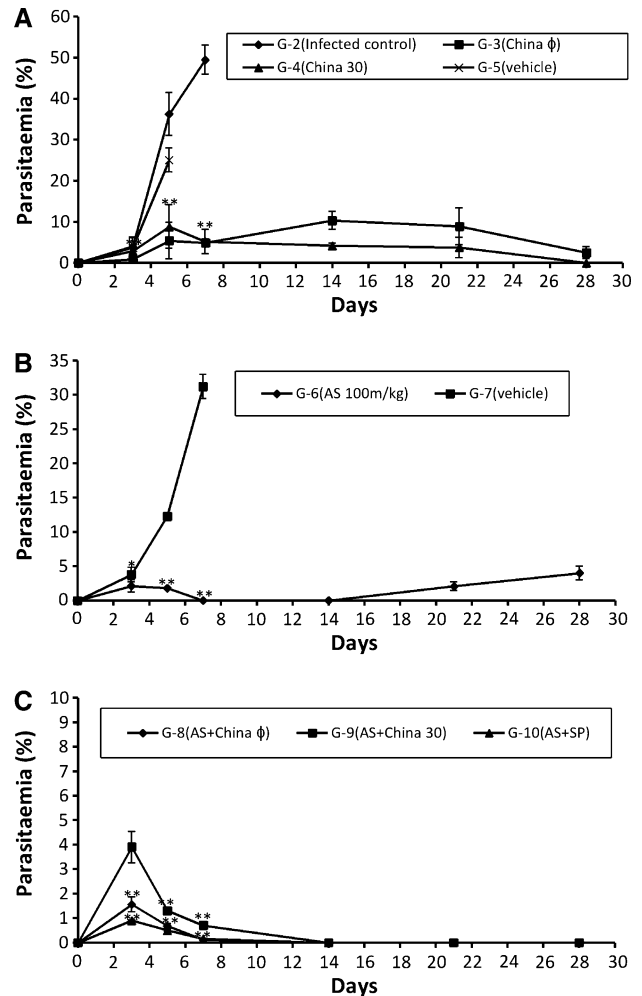 A
60
50
40
30
20
10
0
Parasitaemia (%)
G-2(Infected control) G-3(China ϕ)
G-4(China 30) G-5(vehicle)
**
**
**
0 2 4 6 8 10 12 14 16 18 20 22 24 26 28 30
Days
B
35
30
25
20
15
10
5
0
Parasitaemia (%)
G-6(AS 100m/kg) G-7(vehicle)
*
**
**
0 2 4 6 8 10 12 14 16 18 20 22 24 26 28 30
Days
C
10
9
8
7
6
5
4
3
2
1
0
Parasitaemia (%)
G-8(AS+China ϕ) G-9(AS+China 30) G-10(AS+SP)
**
**
**
**
**
**
0 2 4 6 8 10 12 14 16 18 20 22 24 26 28 30
Days